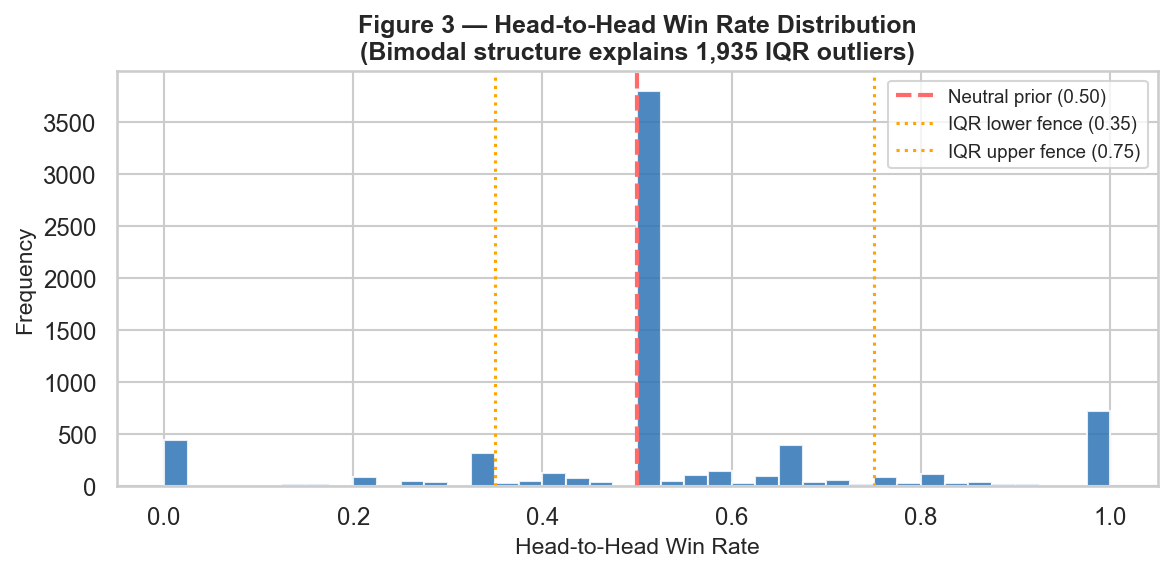 Figure 3 — Head-to-Head Win Rate Distribution
(Bimodal structure explains 1,935 IQR outliers)
Neutral prior (0.50)
IQR lower fence (0.35)
IQR upper fence (0.75)
Frequency
3500
3000
2500
2000
1500
1000
500
0
0.0 0.2 0.4 0.6 0.8 1.0
Head-to-Head Win Rate